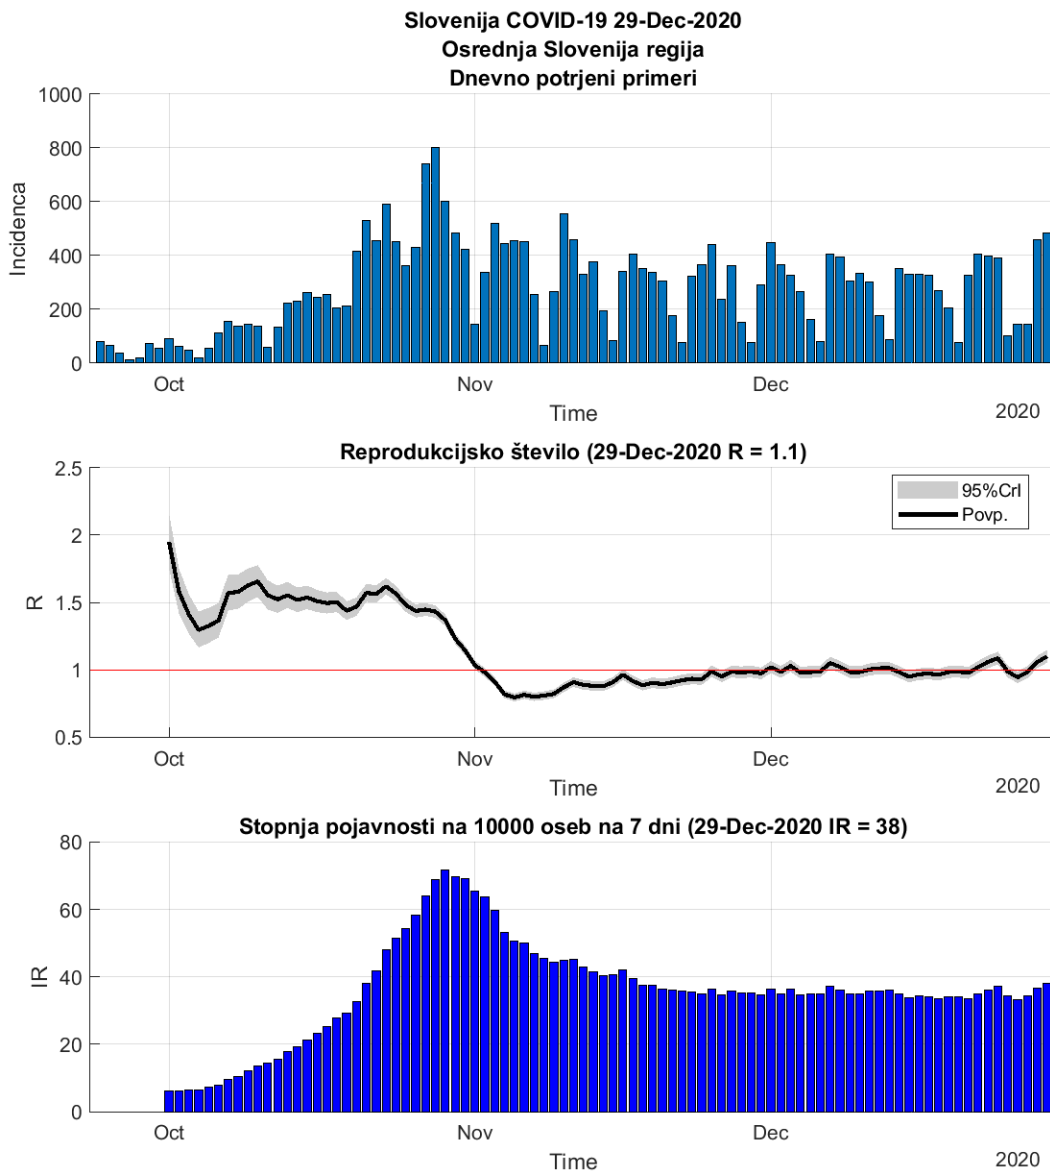 Slovenija COVID-19 29-Dec-2020
Osrednja Slovenija regija
Dnevno potrjeni primeri
1000
800
600
400
200
0
Incidenca
Oct
Nov
Dec
Time
2020
Reprodukcijsko število (29-Dec-2020 R = 1.1)
2.5
2
1.5
1
0.5
R
95%CrI
Povp.
Oct
Nov
Dec
Time
2020
Stopnja pojavnosti na 10000 oseb na 7 dni (29-Dec-2020 IR = 38)
80
60
40
20
0
IR
Oct
Nov
Dec
Time
2020